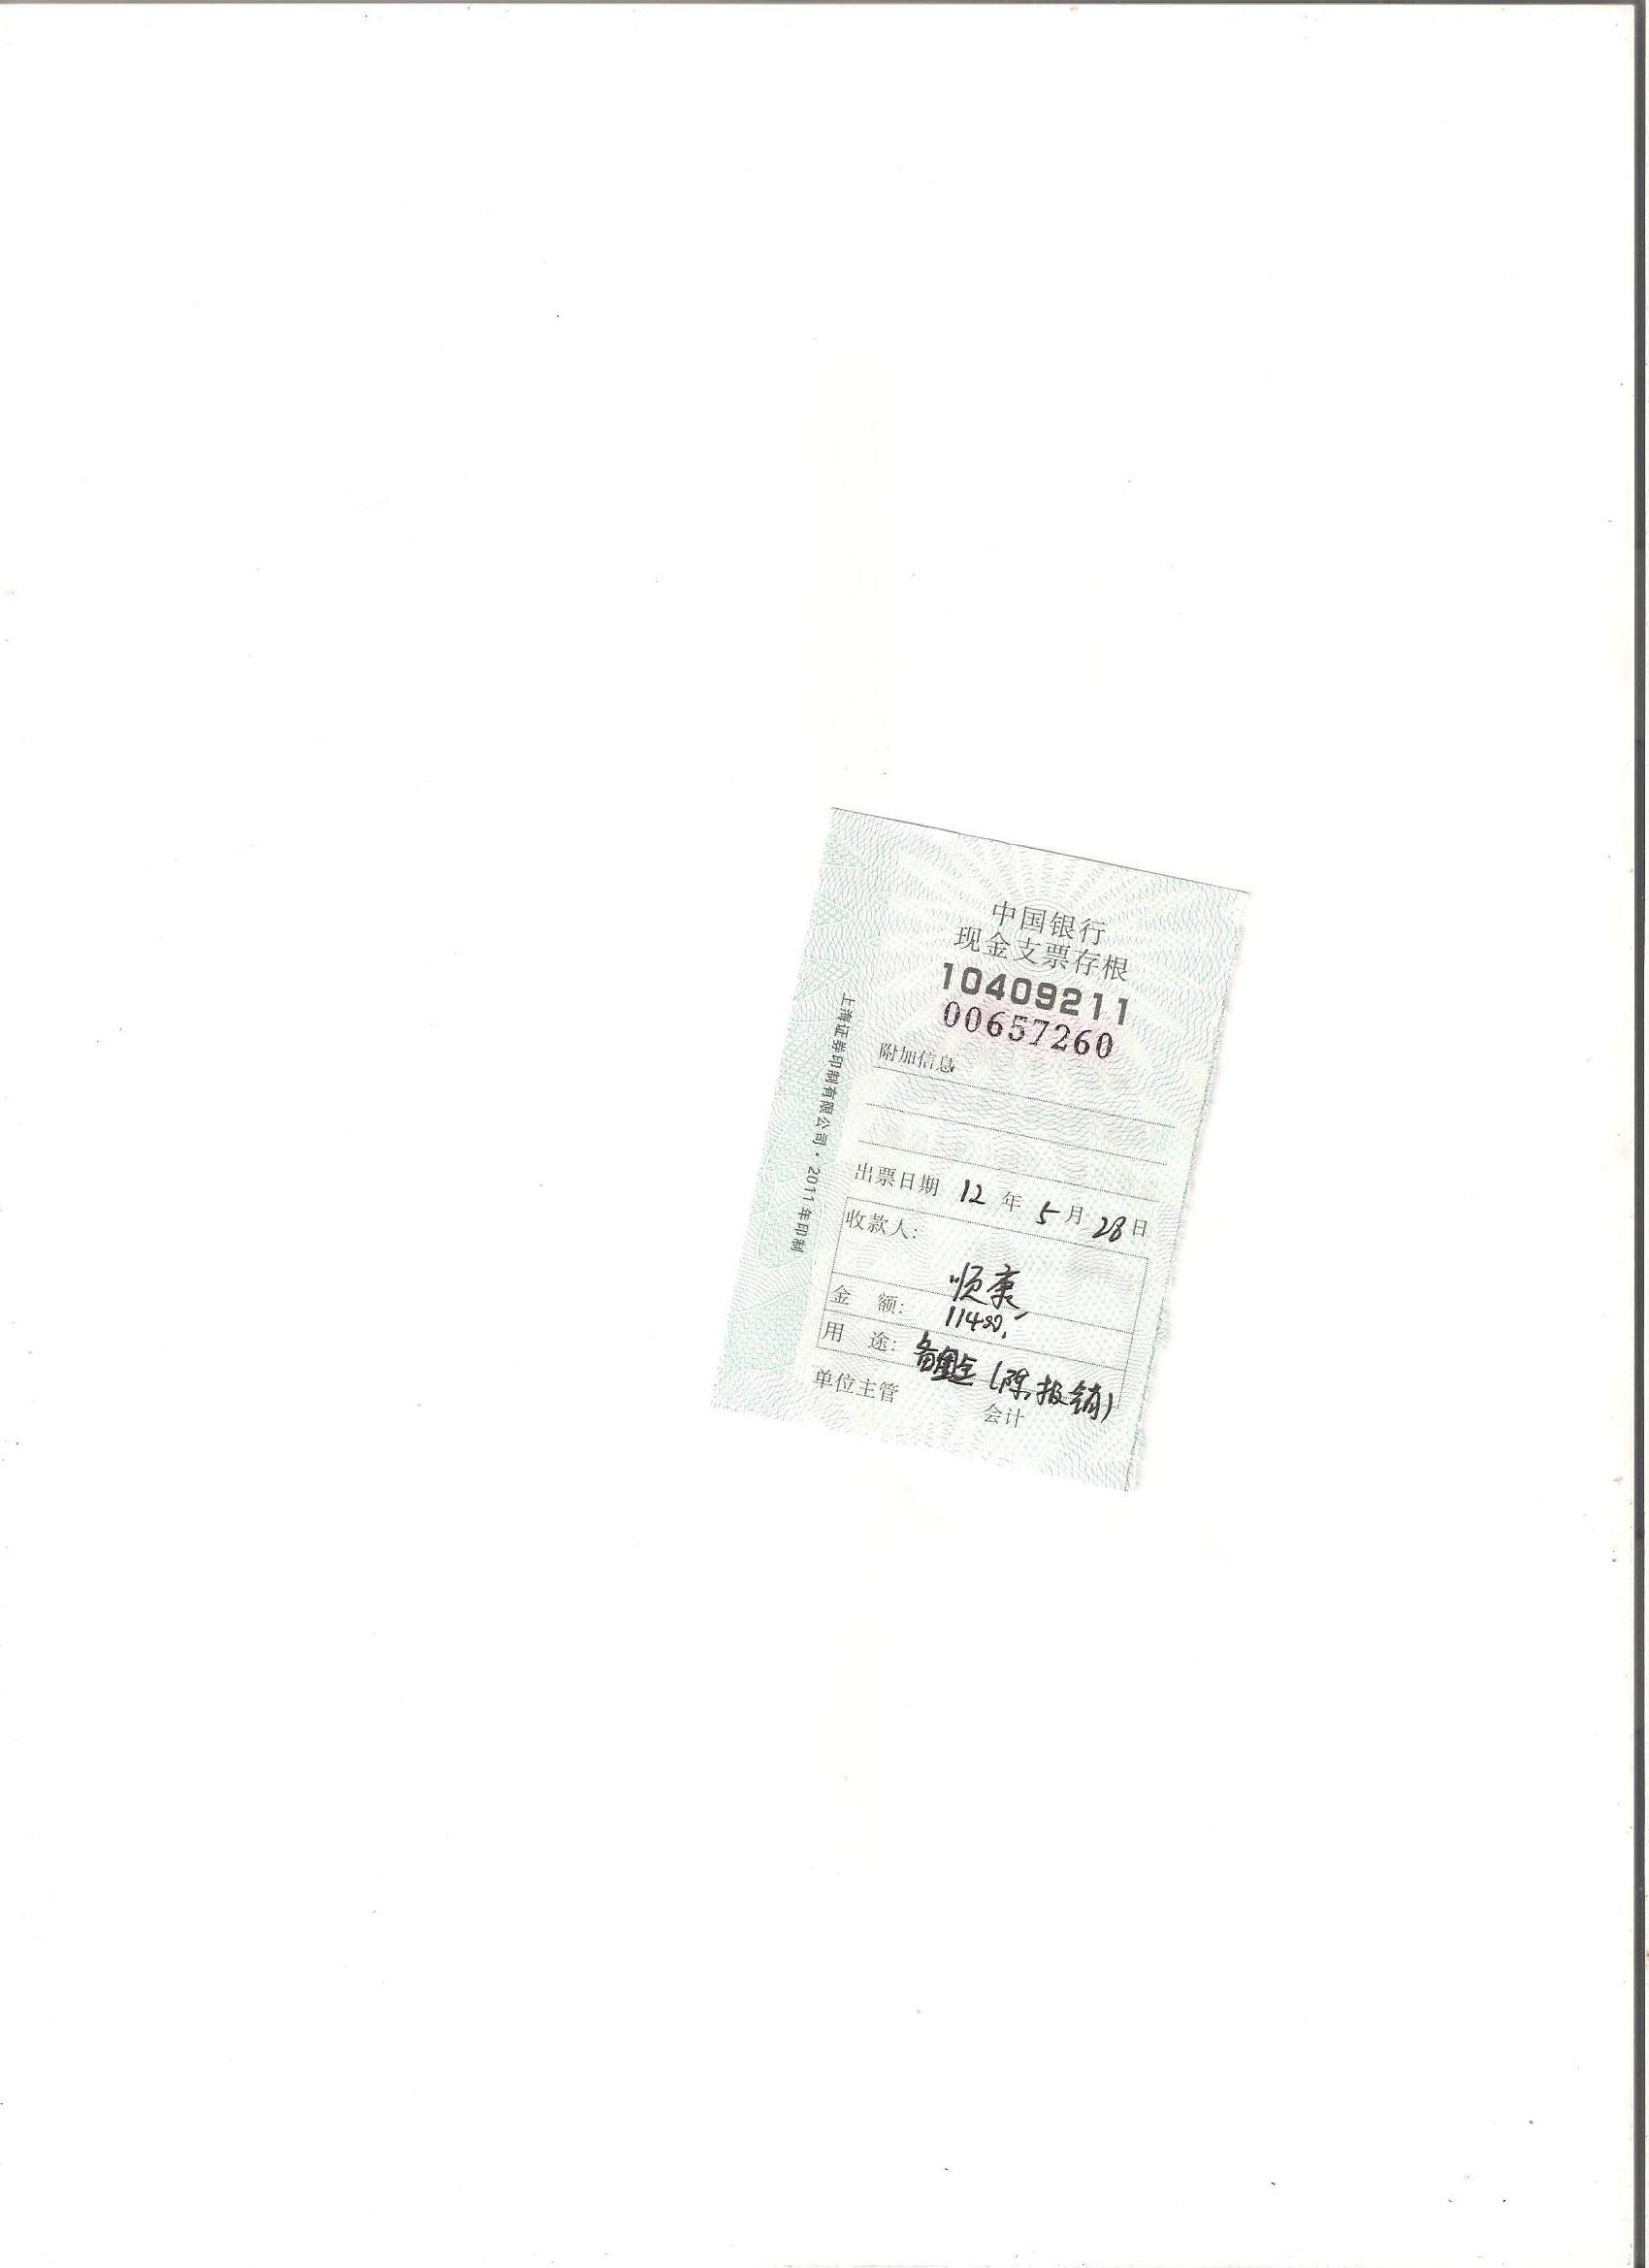 中国银行
现金支票存根
10409211
00657260
附加信息
出票日期 12 年 5 月 28 日
收款人:
顺康
金 额: 11400.
用 途: 备用金 (陈报销)
单位主管 会计
上海证券印制有限公司·2011年印制